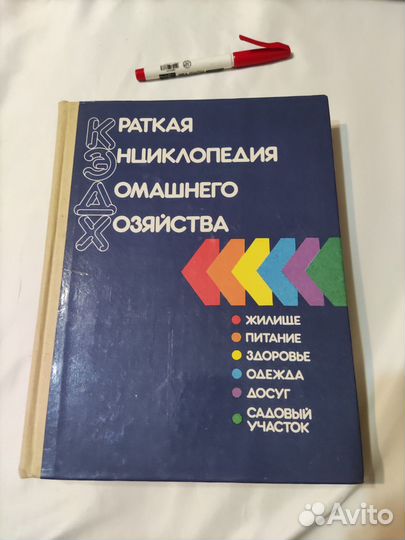 КРАТКАЯ
ЭНЦИКЛОПЕДИЯ
ДОМАШНЕГО
ХОЗЯЙСТВА
ЖИЛИЩЕ
ПИТАНИЕ
ЗДОРОВЬЕ
ОДЕЖДА
ДОСУГ
САДОВЫЙ
УЧАСТОК
Avito